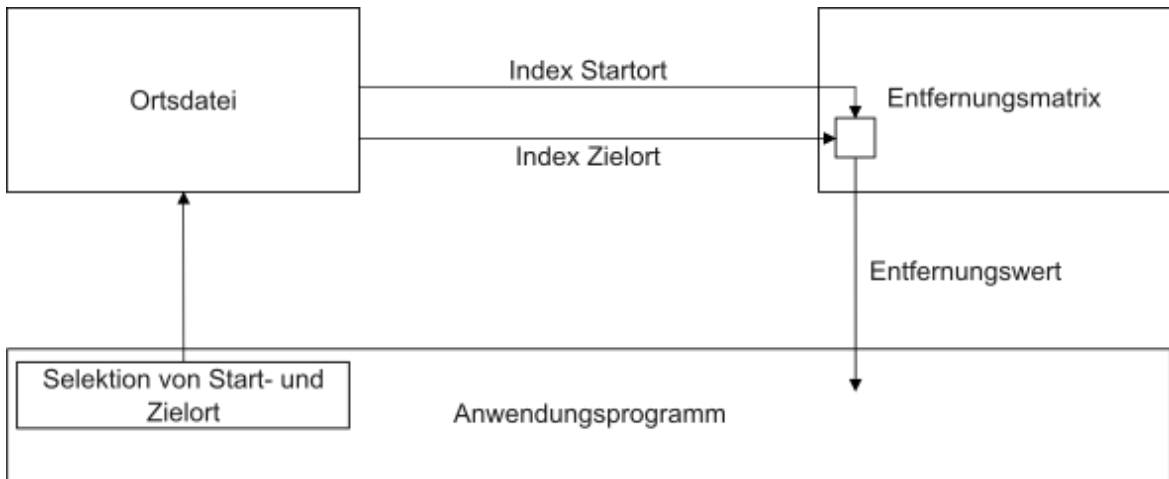 Index Startort
Ortsdatei
Entfernungsmatrix
Index Zielort
Entfernungswert
Selektion von Start- und
Zielort
Anwendungsprogramm